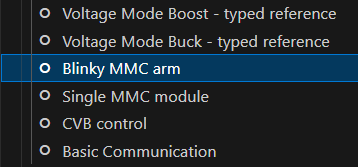 Voltage Mode Boost - typed reference
Voltage Mode Buck - typed reference
Blinky MMC arm
Single MMC module
CVB control
Basic Communication